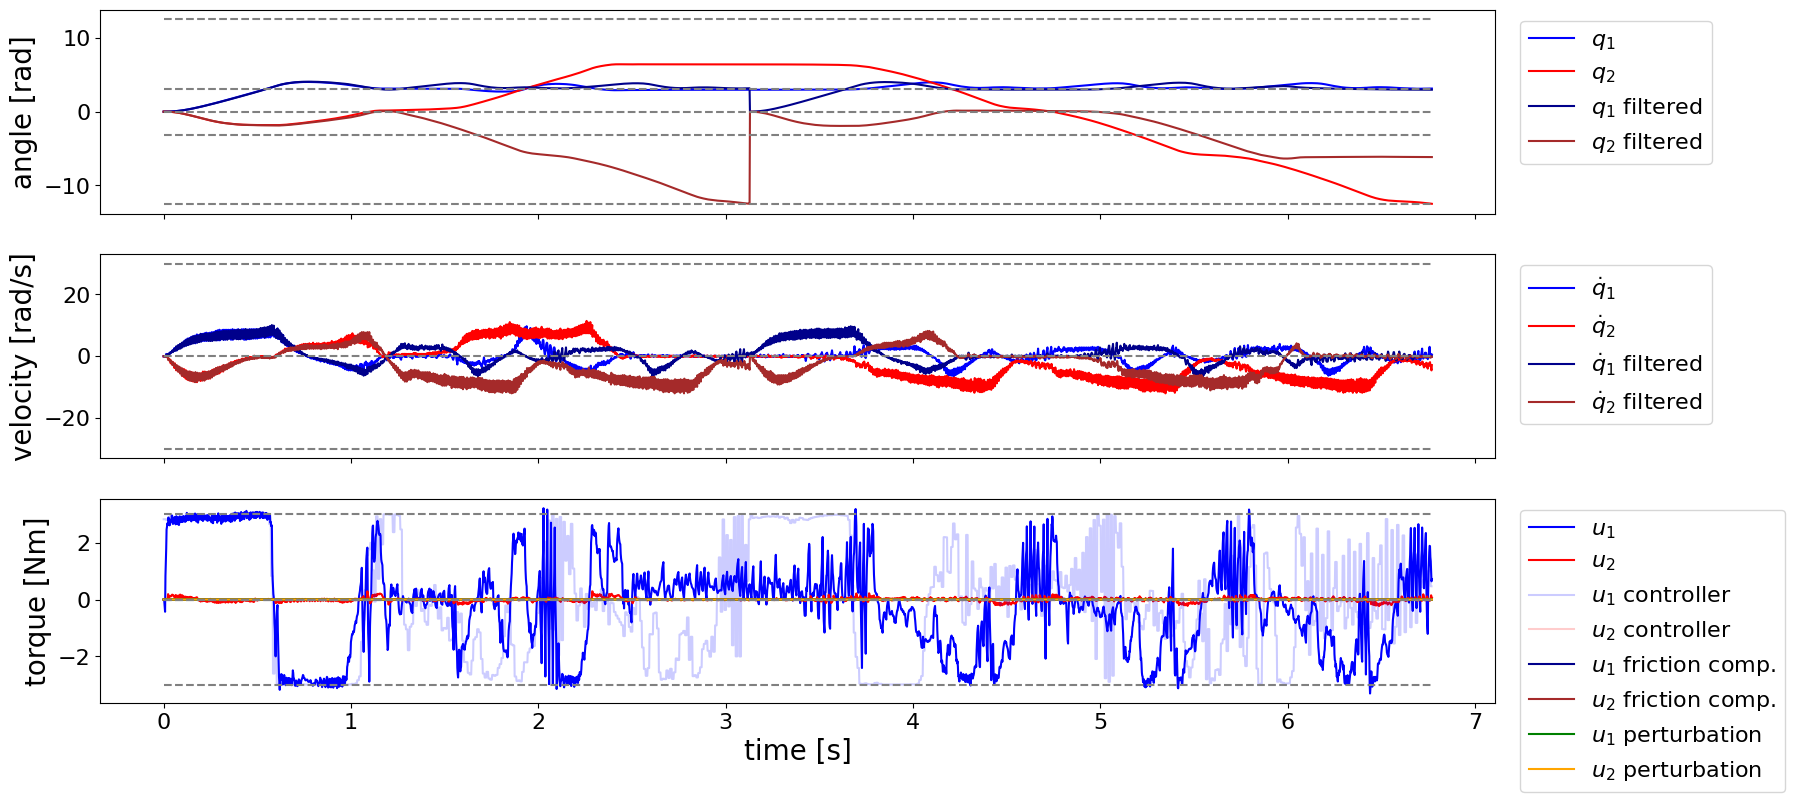 angle [rad]
10
0
−10
q₁
q₂
q₁ filtered
q₂ filtered
velocity [rad/s]
20
0
−20
q̇₁
q̇₂
q̇₁ filtered
q̇₂ filtered
torque [Nm]
2
0
−2
0 1 2 3 4 5 6 7
time [s]
u₁
u₂
u₁ controller
u₂ controller
u₁ friction comp.
u₂ friction comp.
u₁ perturbation
u₂ perturbation